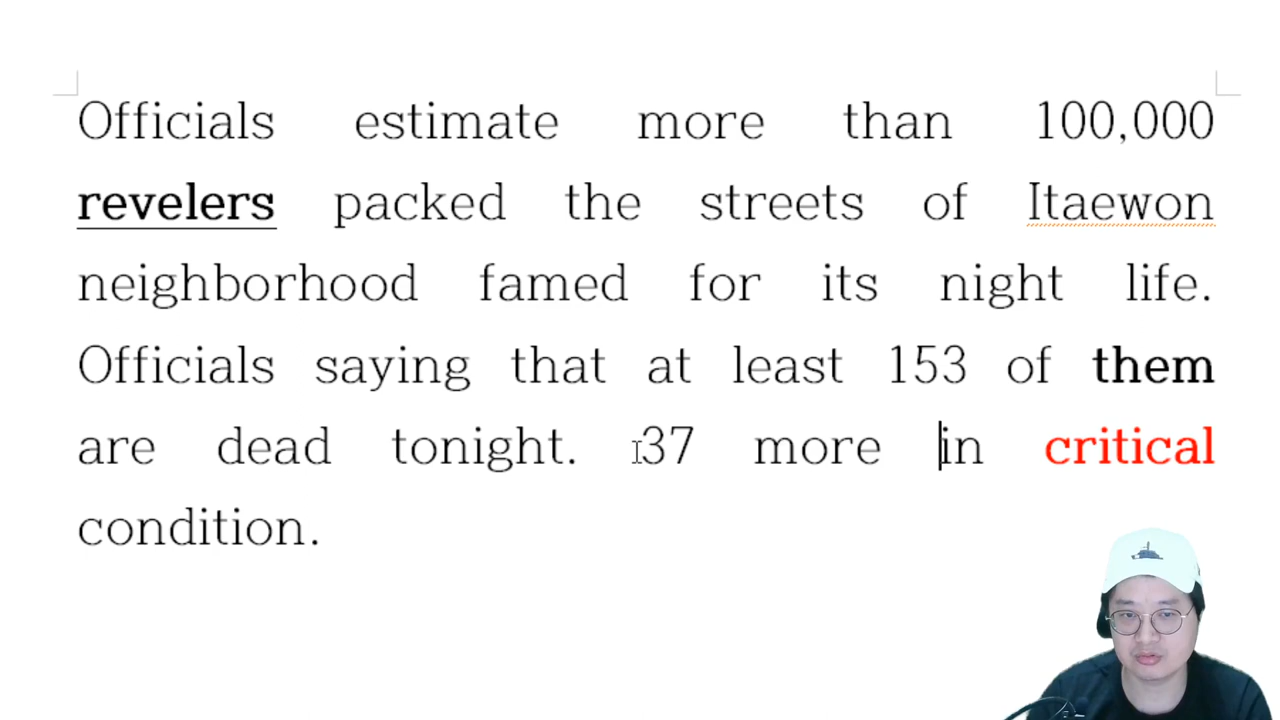 Officials estimate more than 100,000
revelers packed the streets of Itaewon
neighborhood famed for its night life.
Officials saying that at least 153 of them
are dead tonight. 37 more in critical
condition.